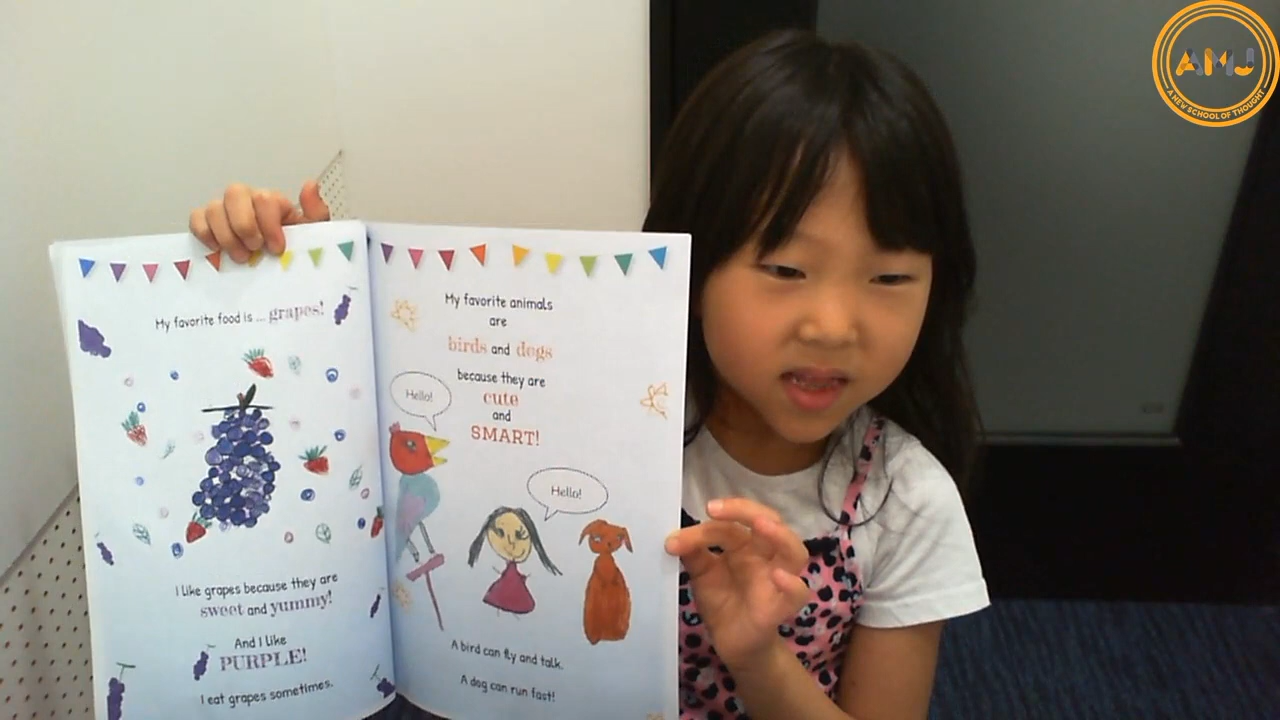 My favorite food is ... grapes!
I like grapes because they are
sweet and yummy!
And I like
PURPLE!
I eat grapes sometimes.
My favorite animals
are
birds and dogs
because they are
cute
and
SMART!
Hello!
Hello!
A bird can fly and talk.
A dog can run fast!
AMJ
A NEW SCHOOL OF THOUGHT